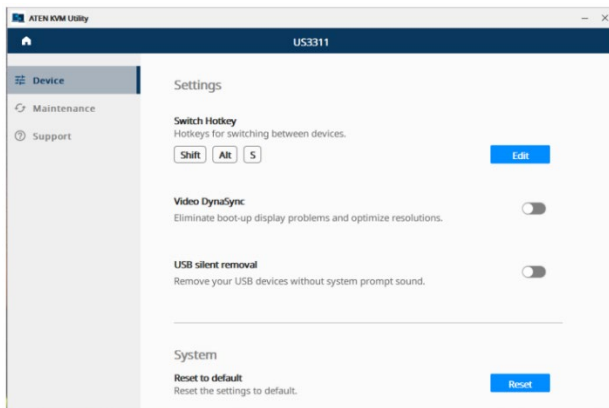 ATEN KVM Utility
US3311
Device
Maintenance
Support
Settings
Switch Hotkey
Hotkeys for switching between devices.
Shift Alt S
Edit
Video DynaSync
Eliminate boot-up display problems and optimize resolutions.
USB silent removal
Remove your USB devices without system prompt sound.
System
Reset to default
Reset the settings to default.
Reset